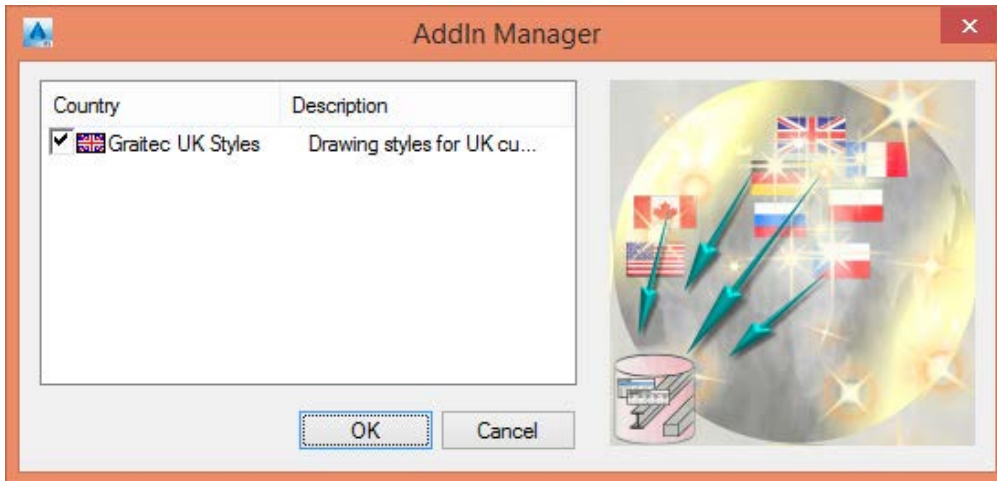 AddIn Manager
Country Description
Graitec UK Styles Drawing styles for UK cu...
OK Cancel